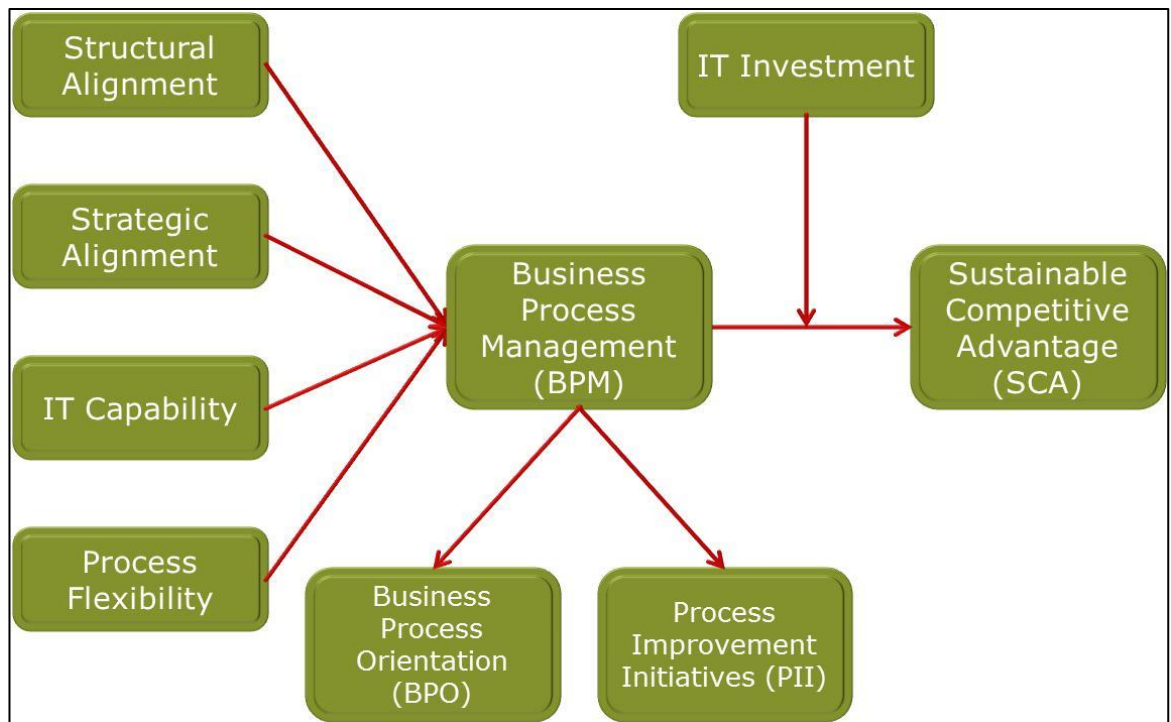 Structural
Alignment
IT Investment
Strategic
Alignment
Business
Process
Management
(BPM)
Sustainable
Competitive
Advantage
(SCA)
IT Capability
Process
Flexibility
Business
Process
Orientation
(BPO)
Process
Improvement
Initiatives (PII)